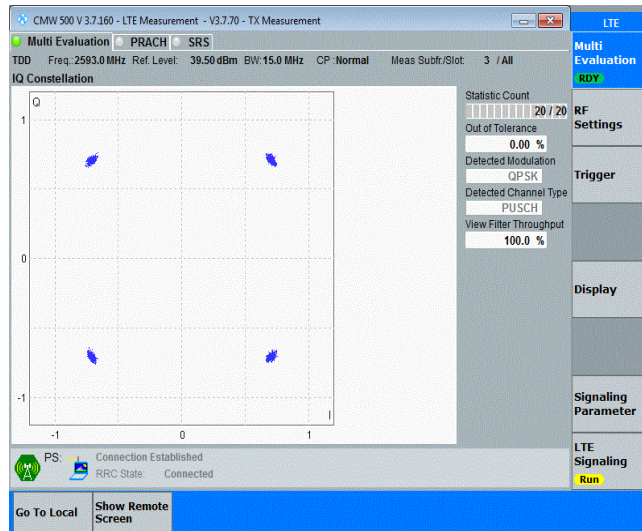 CMW 500 V 3.7.160 - LTE Measurement - V3.7.70 - TX Measurement
LTE
Multi Evaluation PRACH SRS
TDD Freq.: 2593.0 MHz Ref. Level: 39.50 dBm BW: 15.0 MHz CP : Normal Meas Subfr./Slot: 3 / All
IQ Constellation
Q
1
0
-1
-1 0 1
I
Statistic Count
20 / 20
Out of Tolerance
0.00 %
Detected Modulation
QPSK
Detected Channel Type
PUSCH
View Filter Throughput
100.0 %
Multi
Evaluation
RDY
RF
Settings
Trigger
Display
Signaling
Parameter
LTE
Signaling
Run
PS: Connection Established
RRC State: Connected
Go To Local
Show Remote
Screen